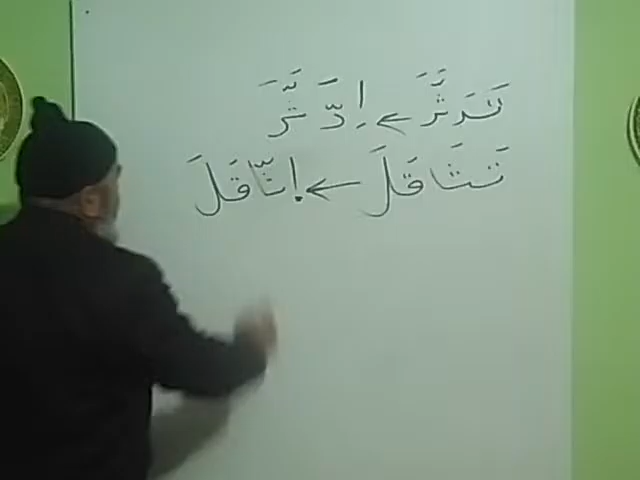 تَدَثَّرَ ← اِدَّثَّرَ
تَثَاقَلَ ← اِثَّاقَلَ